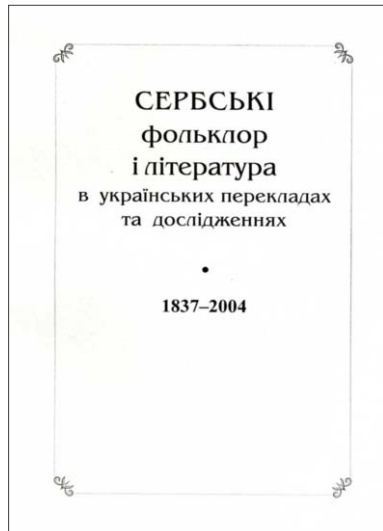 СЕРБСЬКІ
фольклор
і література
в українських перекладах
та дослідженнях
•
1837–2004